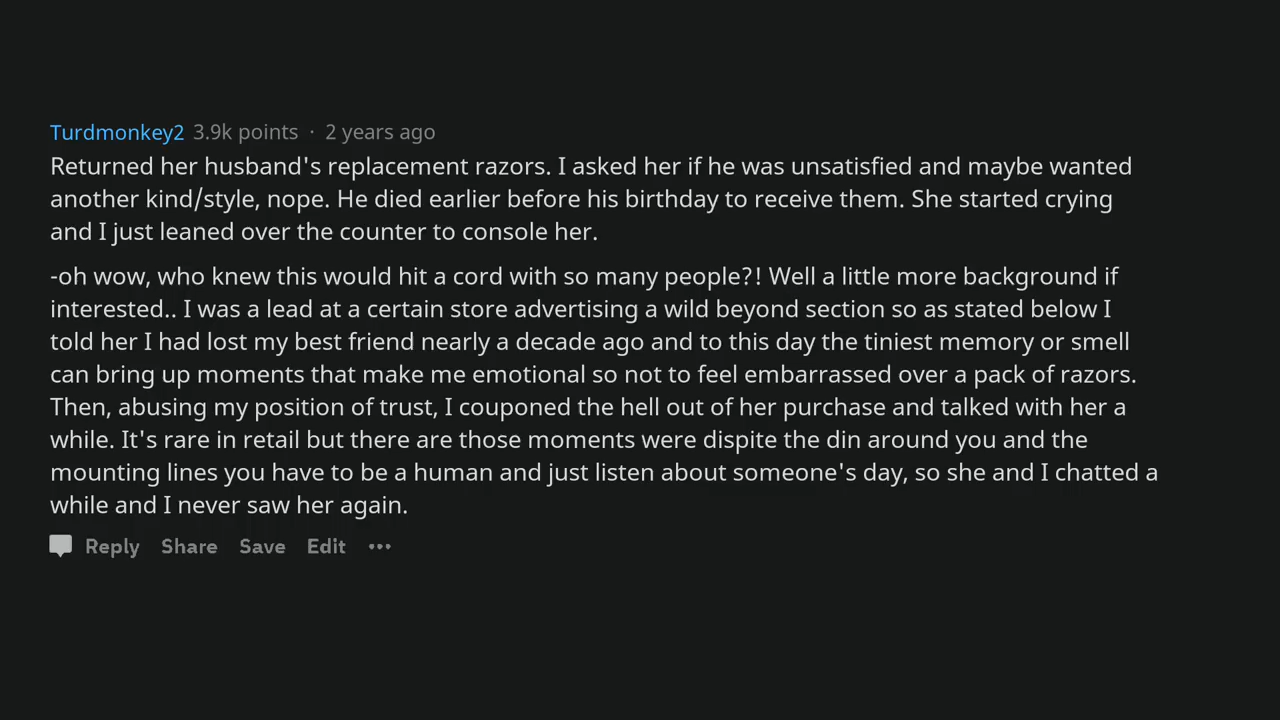 Turdmonkey2 3.9k points · 2 years ago
Returned her husband's replacement razors. I asked her if he was unsatisfied and maybe wanted
another kind/style, nope. He died earlier before his birthday to receive them. She started crying
and I just leaned over the counter to console her.
-oh wow, who knew this would hit a cord with so many people?! Well a little more background if
interested.. I was a lead at a certain store advertising a wild beyond section so as stated below I
told her I had lost my best friend nearly a decade ago and to this day the tiniest memory or smell
can bring up moments that make me emotional so not to feel embarrassed over a pack of razors.
Then, abusing my position of trust, I couponed the hell out of her purchase and talked with her a
while. It's rare in retail but there are those moments were dispite the din around you and the
mounting lines you have to be a human and just listen about someone's day, so she and I chatted a
while and I never saw her again.
Reply Share Save Edit •••